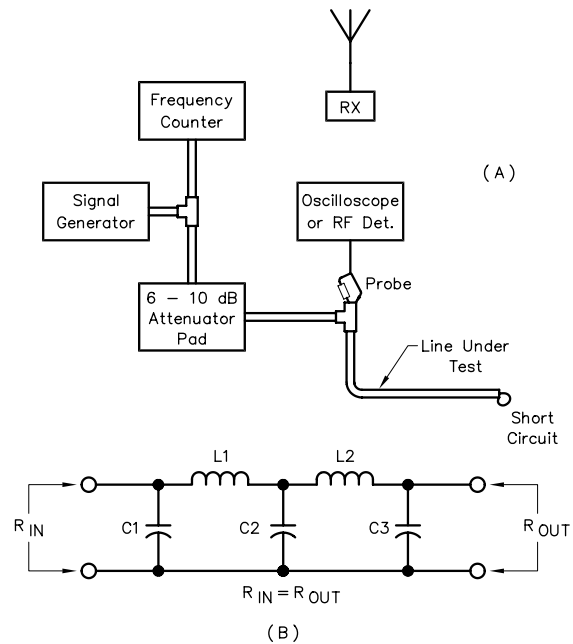 Frequency
Counter
RX
(A)
Signal
Generator
Oscilloscope
or RF Det.
Probe
6 – 10 dB
Attenuator
Pad
Line Under
Test
Short
Circuit
L1
L2
R IN
C1
C2
C3
R OUT
R IN = R OUT
(B)